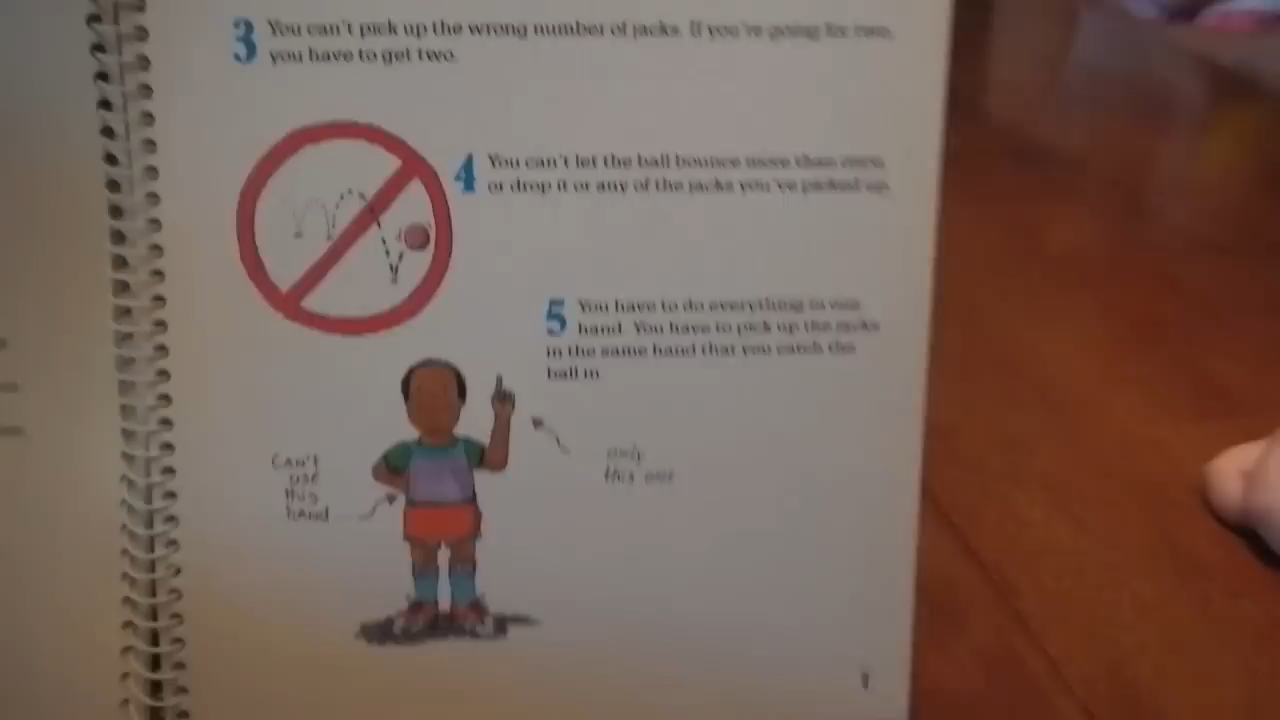 3 You can't pick up the wrong number of jacks. If you're going for two,
you have to get two.
4 You can't let the ball bounce more than once,
or drop it or any of the jacks you've picked up.
5 You have to do everything in one
hand. You have to pick up the jacks
in the same hand that you catch the
ball in.
CAN'T
use
this
hand
only
this one